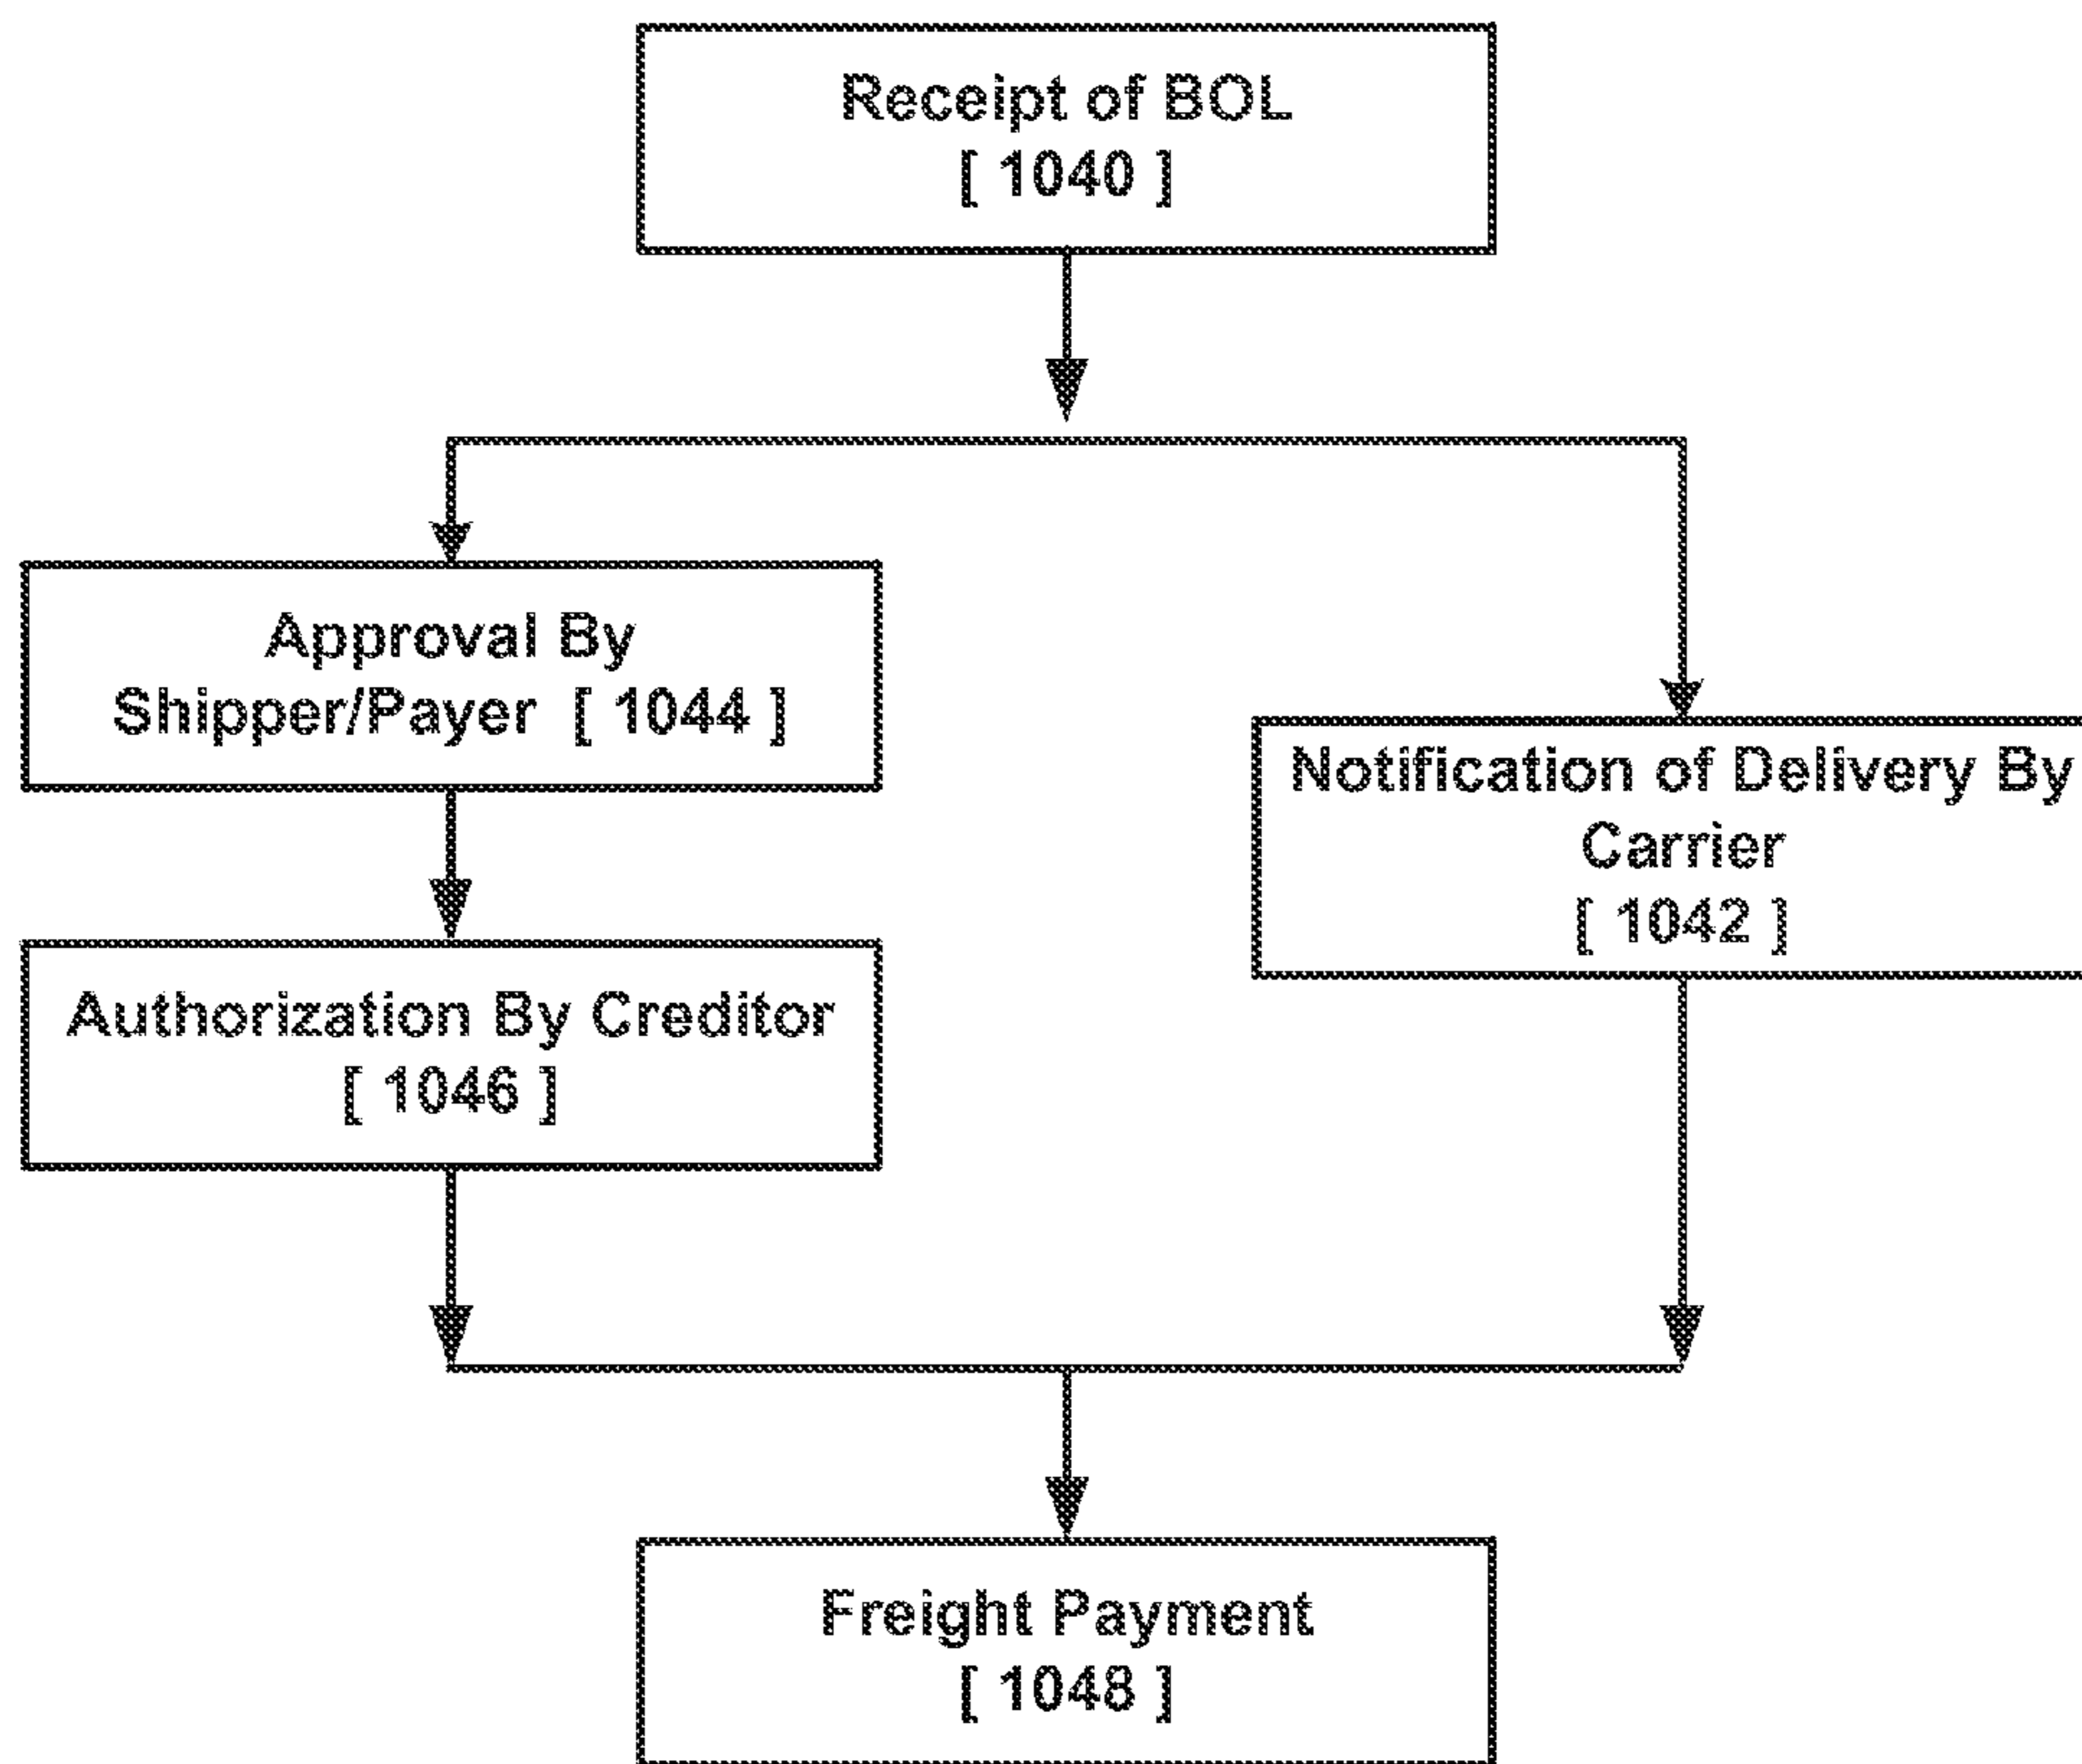 Receipt of BOL
[ 1040 ]
Approval By
Shipper/Payer [ 1044 ]
Notification of Delivery By
Carrier
[ 1042 ]
Authorization By Creditor
[ 1046 ]
Freight Payment
[ 1048 ]